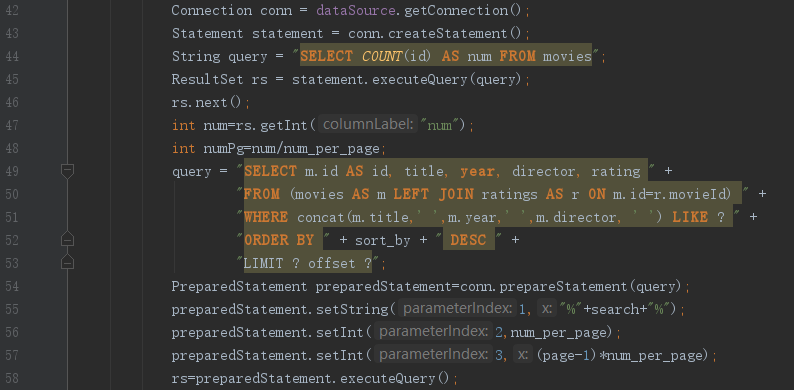 42 Connection conn = dataSource.getConnection();
43 Statement statement = conn.createStatement();
44 String query = "SELECT COUNT(id) AS num FROM movies";
45 ResultSet rs = statement.executeQuery(query);
46 rs.next();
47 int num=rs.getInt( columnLabel: "num");
48 int numPg=num/num_per_page;
49 query = "SELECT m.id AS id, title, year, director, rating " +
50 "FROM (movies AS m LEFT JOIN ratings AS r ON m.id=r.movieId) " +
51 "WHERE concat(m.title,' ',m.year,' ',m.director, ' ') LIKE ? " +
52 "ORDER BY " + sort_by + " DESC " +
53 "LIMIT ? offset ?";
54 PreparedStatement preparedStatement=conn.prepareStatement(query);
55 preparedStatement.setString( parameterIndex: 1, x: "%"+search+"%");
56 preparedStatement.setInt( parameterIndex: 2,num_per_page);
57 preparedStatement.setInt( parameterIndex: 3, x: (page-1)*num_per_page);
58 rs=preparedStatement.executeQuery();